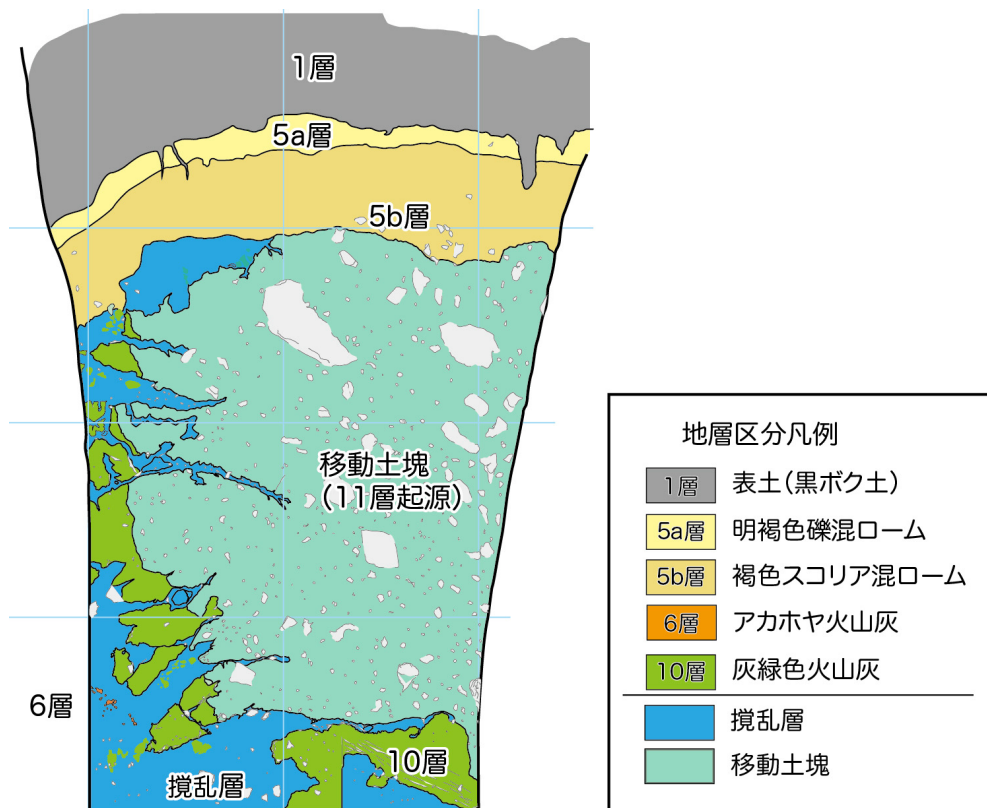 1層
5a層
5b層
移動土塊
(11層起源)
6層
10層
撹乱層
地層区分凡例
1層 表土(黒ボク土)
5a層 明褐色礫混ローム
5b層 褐色スコリア混ローム
6層 アカホヤ火山灰
10層 灰緑色火山灰
撹乱層
移動土塊